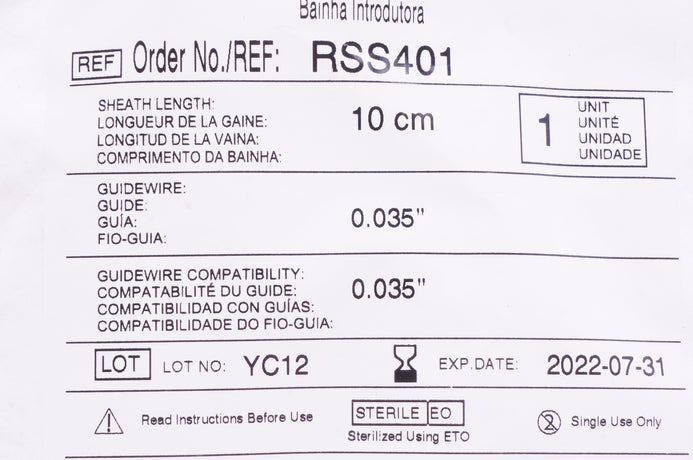 Bainha Introdutora
REF Order No./REF: RSS401
SHEATH LENGTH:
LONGUEUR DE LA GAINE:
LONGITUD DE LA VAINA:
COMPRIMENTO DA BAINHA:
10 cm
1
UNIT
UNITÉ
UNIDAD
UNIDADE
GUIDEWIRE:
GUIDE:
GUÍA:
FIO-GUIA:
0.035"
GUIDEWIRE COMPATIBILITY:
COMPATABILITÉ DU GUIDE:
COMPATIBILIDAD CON GUÍAS:
COMPATIBILIDADE DO FIO-GUIA:
0.035"
LOT LOT NO: YC12 EXP.DATE: 2022-07-31
Read Instructions Before Use
STERILE EO
Sterilized Using ETO
2 Single Use Only